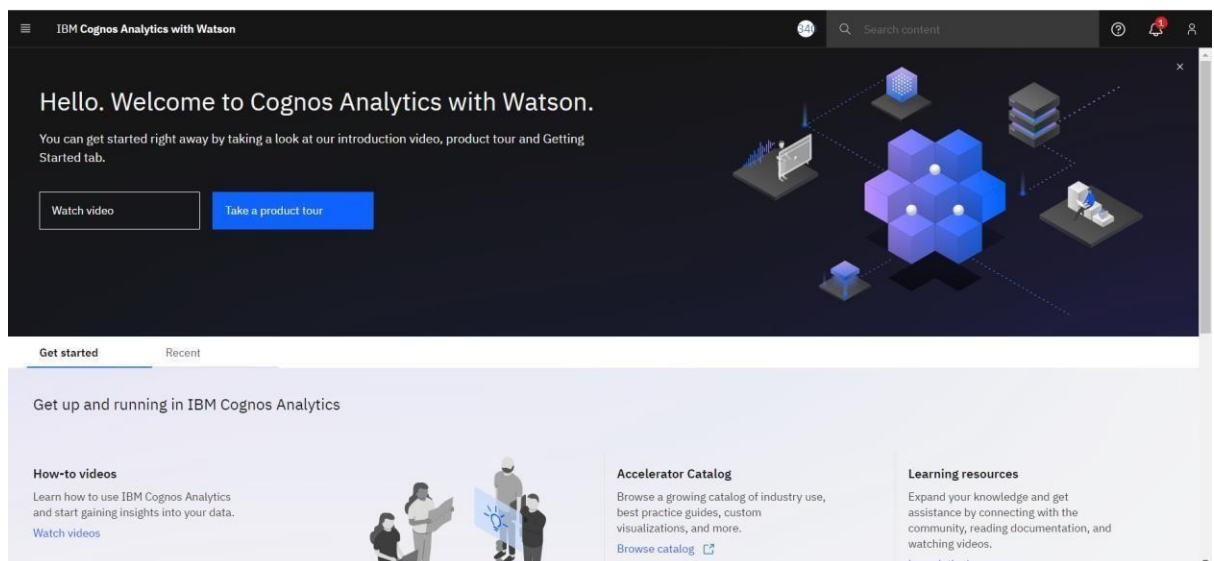 IBM Cognos Analytics with Watson
Search content
1
Hello. Welcome to Cognos Analytics with Watson.
You can get started right away by taking a look at our introduction video, product tour and Getting
Started tab.
Watch video
Take a product tour
Get started
Recent
Get up and running in IBM Cognos Analytics
How-to videos
Learn how to use IBM Cognos Analytics
and start gaining insights into your data.
Watch videos
Accelerator Catalog
Browse a growing catalog of industry use,
best practice guides, custom
visualizations, and more.
Browse catalog
Learning resources
Expand your knowledge and get
assistance by connecting with the
community, reading documentation, and
watching videos.